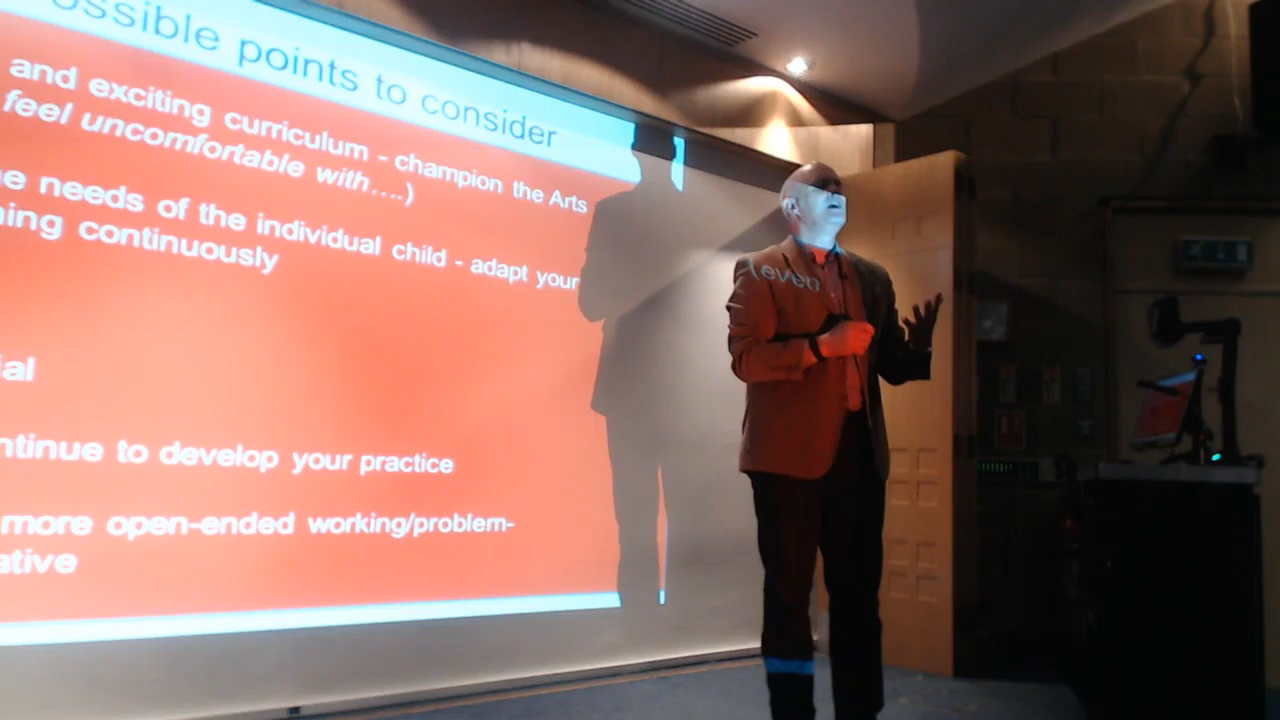 ossible points to consider
and exciting curriculum - champion the Arts
(even
feel uncomfortable with....)
e needs of the individual child - adapt your
ning continuously
ial
ntinue to develop your practice
more open-ended working/problem-
ative